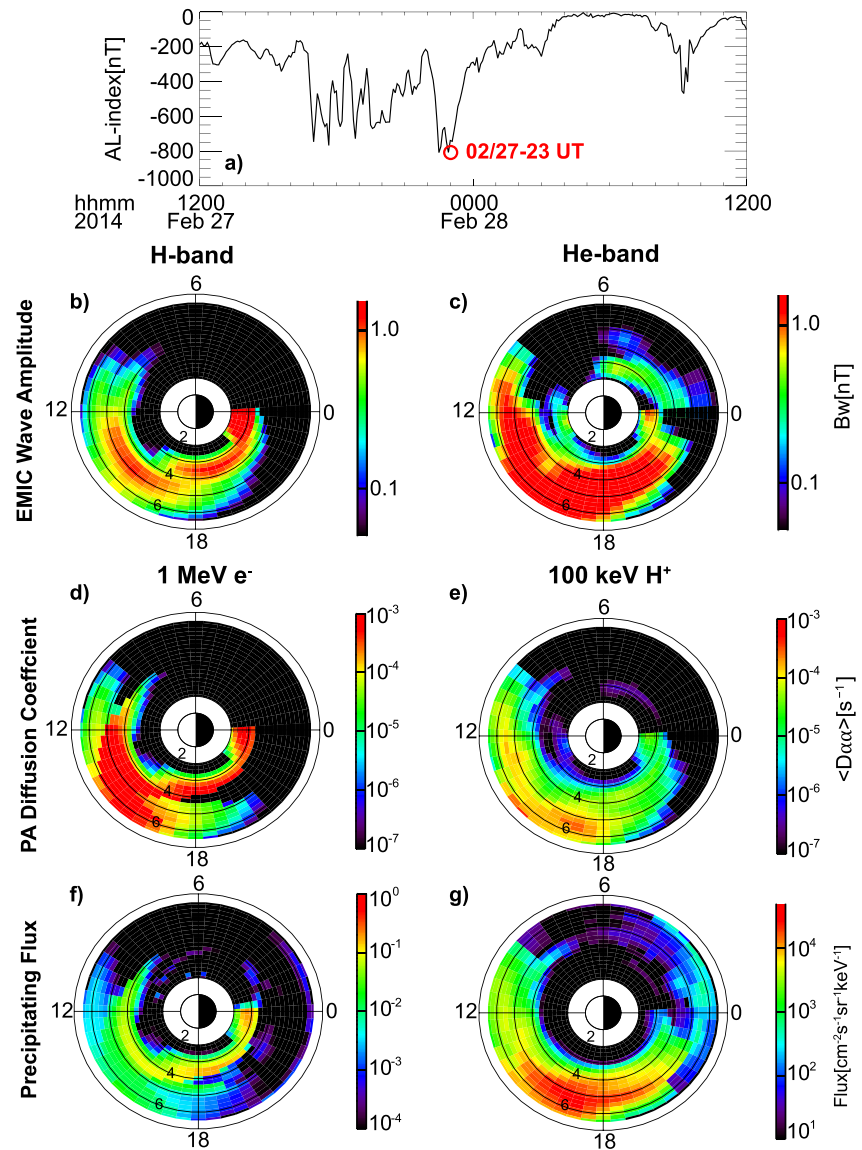 0
-200
-400
-600
-800
-1000
AL-index[nT]
a)
02/27-23 UT
1200 0000 1200
hhmm
2014 Feb 27 Feb 28
H-band He-band
EMIC Wave Amplitude
b) 6 12 0 18 2 4 6
1.0
0.1
c) 6 12 0 18 2 4 6
1.0
0.1
Bw[nT]
1 MeV e⁻ 100 keV H⁺
PA Diffusion Coeffcient
d) 6 12 0 18 2 4 6
10⁻³
10⁻⁴
10⁻⁵
10⁻⁶
10⁻⁷
e) 6 12 0 18 2 4 6
10⁻³
10⁻⁴
10⁻⁵
10⁻⁶
10⁻⁷
<Dαα>[s⁻¹]
Precipitating Flux
f) 6 12 0 18 2 4 6
10⁰
10⁻¹
10⁻²
10⁻³
10⁻⁴
g) 6 12 0 18 2 4 6
10⁴
10³
10²
10¹
Flux[cm⁻²s⁻¹sr⁻¹keV⁻¹]